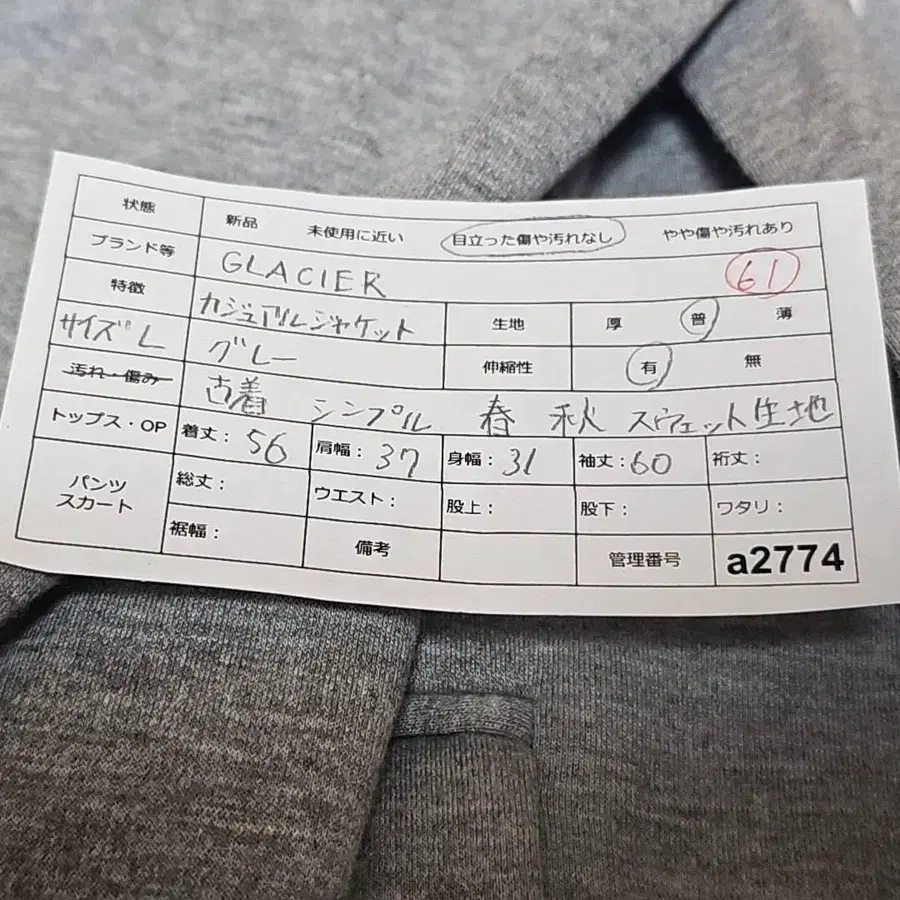 状態 新品 未使用に近い 目立った傷や汚れなし やや傷や汚れあり
ブランド等 GLACIER 61
特徴 カジュアルジャケット 生地 厚 普 薄
サイズ L グレー 伸縮性 有 無
汚れ・傷み 古着 シンプル 春 秋 スウェット生地
トップス・OP 着丈: 56 肩幅: 37 身幅: 31 袖丈: 60 裄丈:
パンツ スカート 総丈: ウエスト: 股上: 股下: ワタリ:
裾幅: 備考 管理番号 a2774